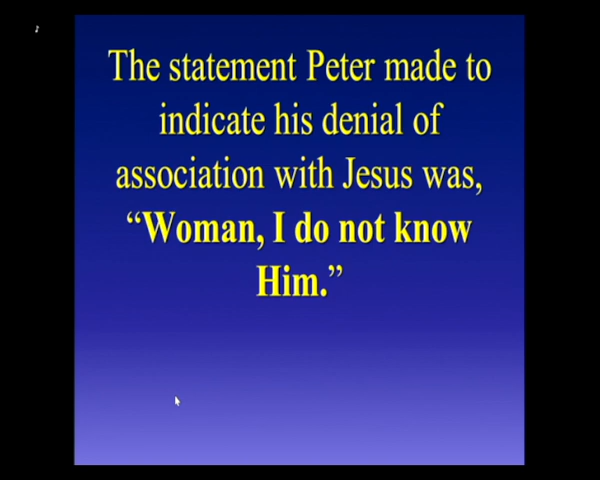 The statement Peter made to
indicate his denial of
association with Jesus was,
“Woman, I do not know
Him.”